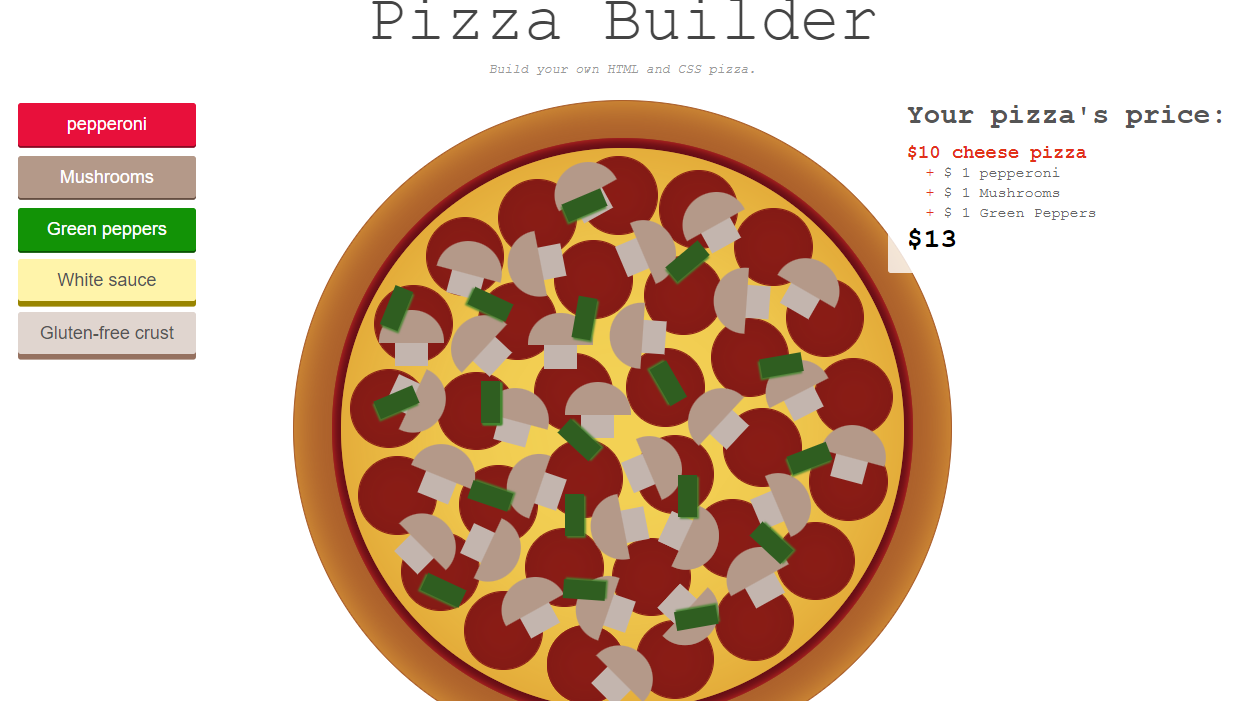 Pizza Builder
Build your own HTML and CSS pizza.
pepperoni
Mushrooms
Green peppers
White sauce
Gluten-free crust
Your pizza's price:
$10 cheese pizza
+ $ 1 pepperoni
+ $ 1 Mushrooms
+ $ 1 Green Peppers
$13